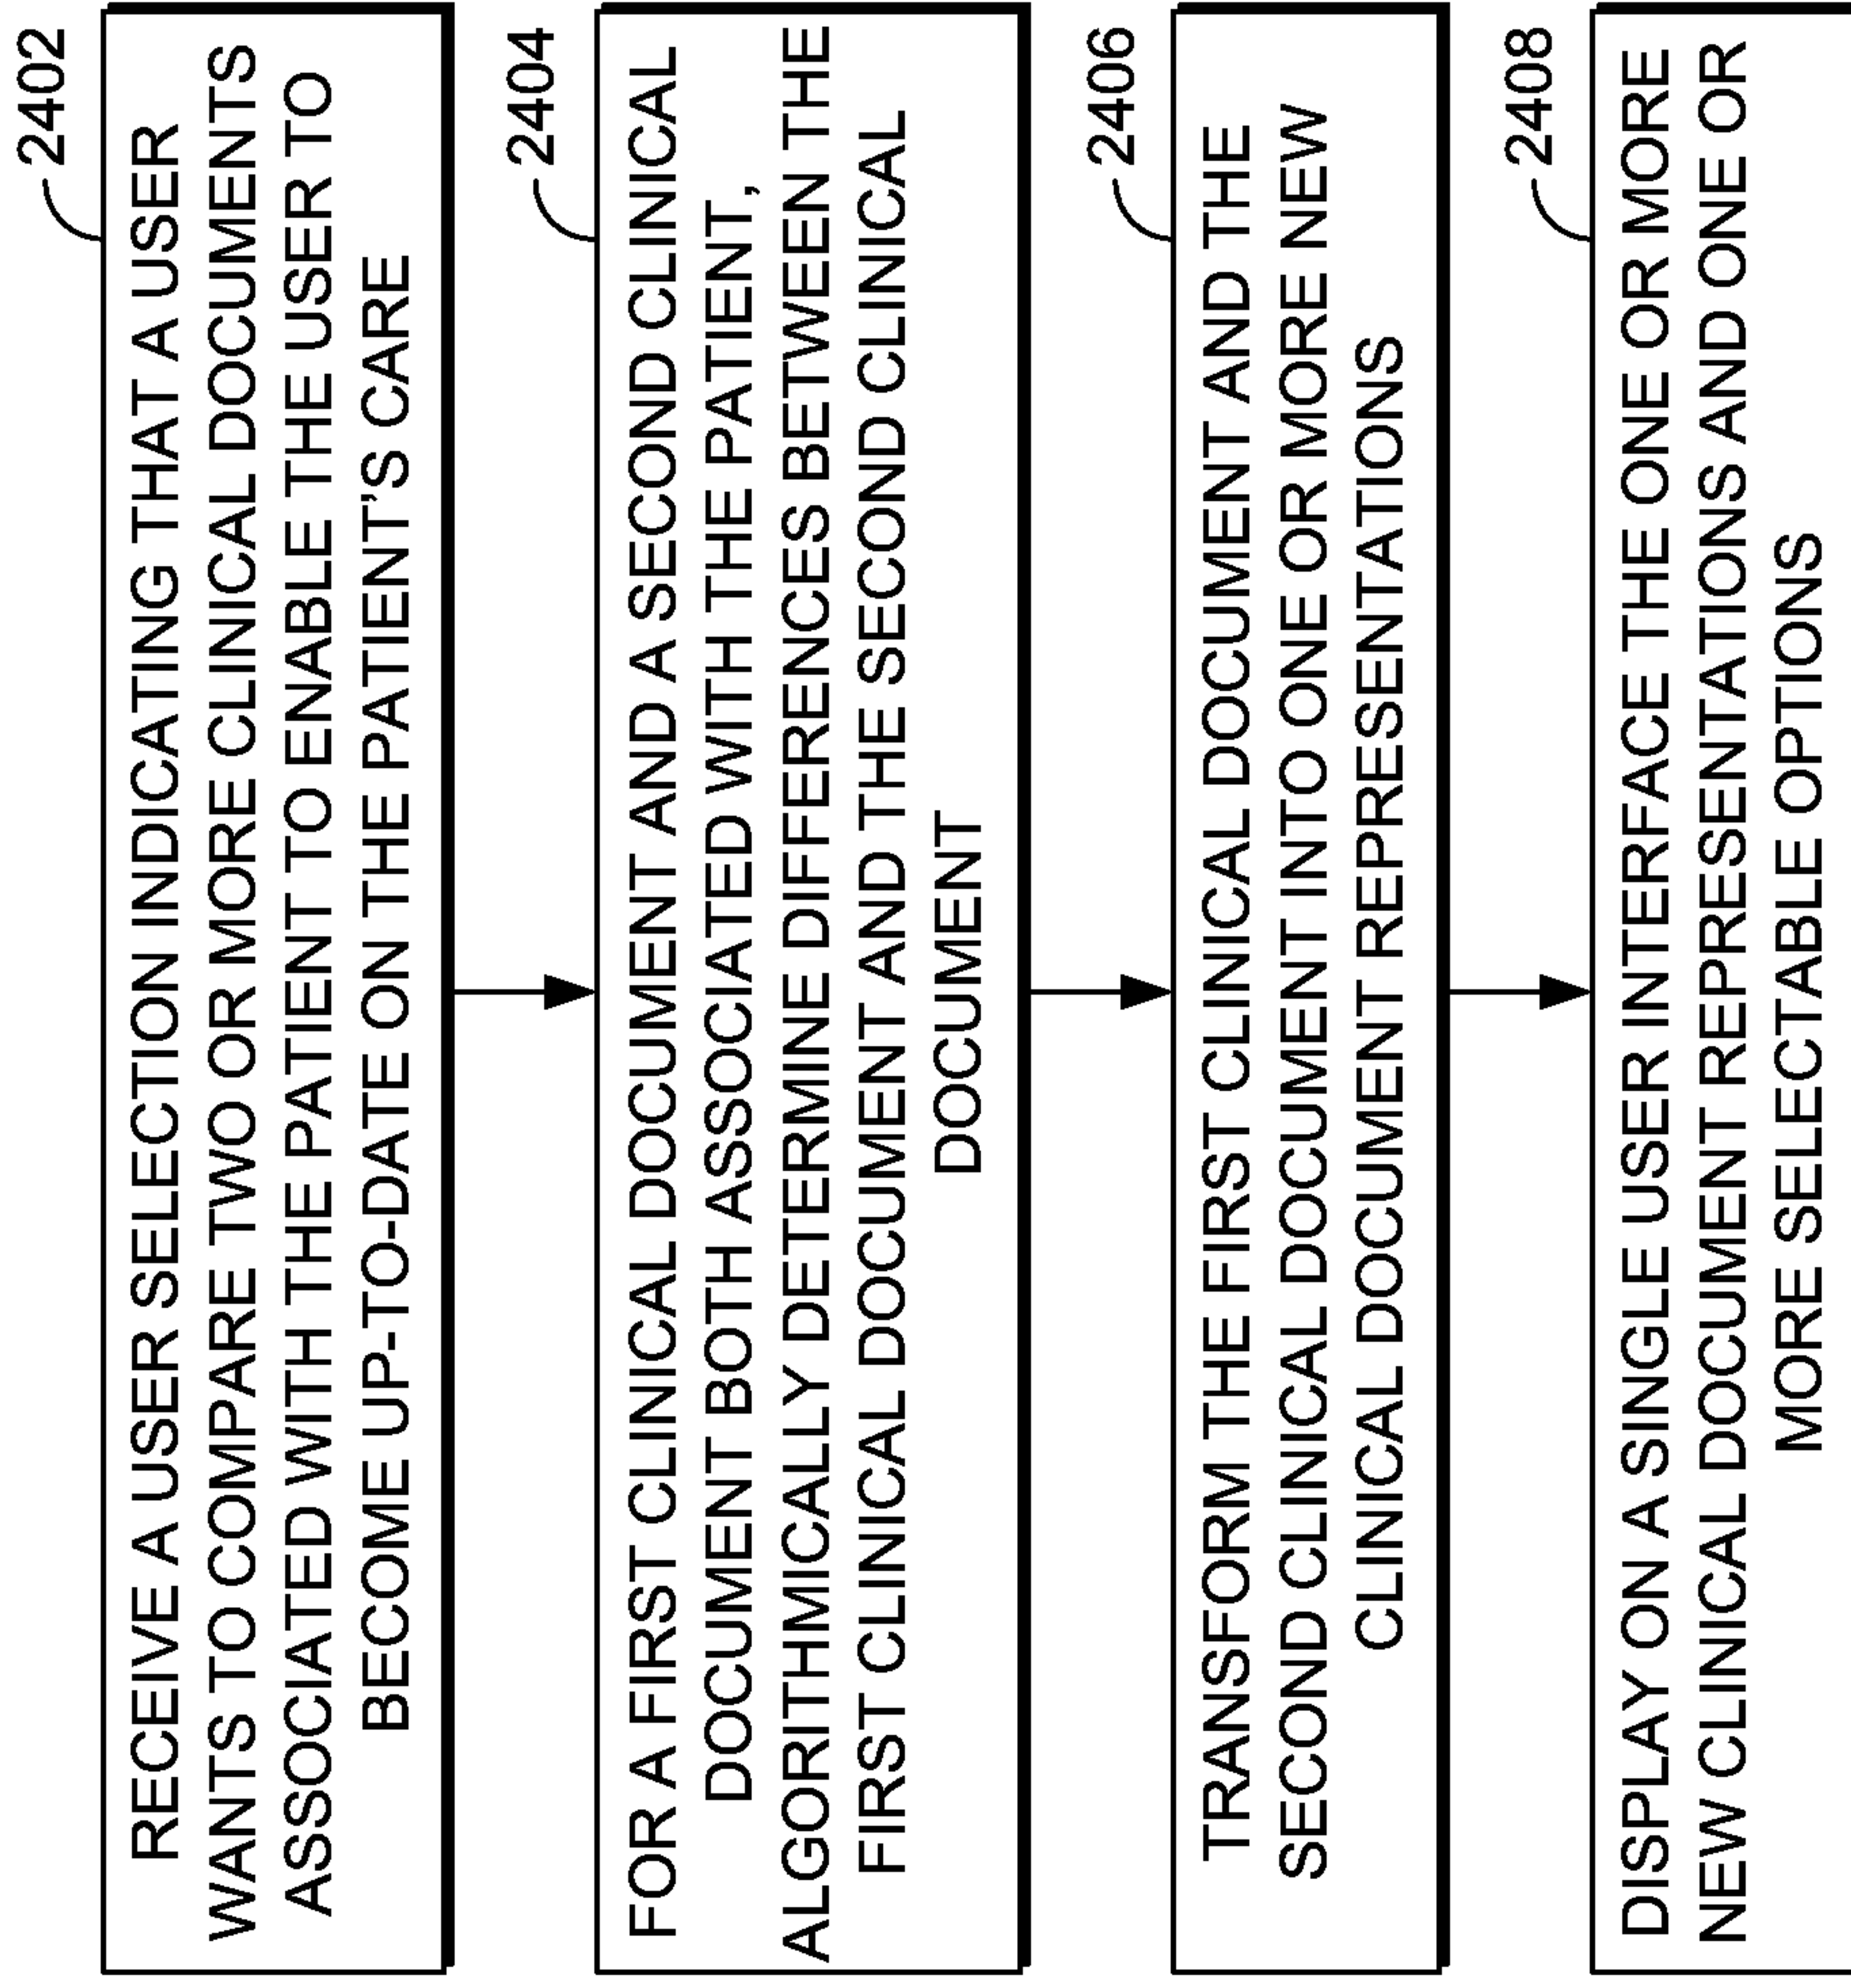 2402
RECEIVE A USER SELECTION INDICATING THAT A USER
WANTS TO COMPARE TWO OR MORE CLINICAL DOCUMENTS
ASSOCIATED WITH THE PATIENT TO ENABLE THE USER TO
BECOME UP-TO-DATE ON THE PATIENT'S CARE
2404
FOR A FIRST CLINICAL DOCUMENT AND A SECOND CLINICAL
DOCUMENT BOTH ASSOCIATED WITH THE PATIENT,
ALGORITHMICALLY DETERMINE DIFFERENCES BETWEEN THE
FIRST CLINICAL DOCUMENT AND THE SECOND CLINICAL
DOCUMENT
2406
TRANSFORM THE FIRST CLINICAL DOCUMENT AND THE
SECOND CLINICAL DOCUMENT INTO ONE OR MORE NEW
CLINICAL DOCUMENT REPRESENTATIONS
2408
DISPLAY ON A SINGLE USER INTERFACE THE ONE OR MORE
NEW CLINICAL DOCUMENT REPRESENTATIONS AND ONE OR
MORE SELECTABLE OPTIONS